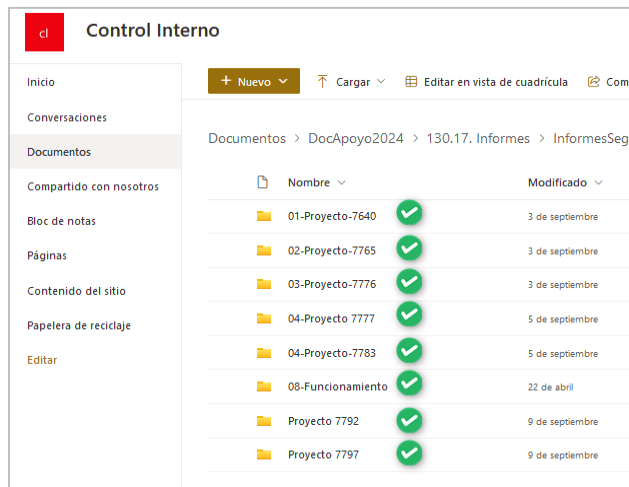 cl
Control Interno
Inicio
Conversaciones
Documentos
Compartido con nosotros
Bloc de notas
Páginas
Contenido del sitio
Papelera de reciclaje
Editar
+ Nuevo Cargar Editar en vista de cuadrícula Com
Documentos > DocApoyo2024 > 130.17. Informes > InformesSeg
Nombre Modificado
01-Proyecto-7640 3 de septiembre
02-Proyecto-7765 3 de septiembre
03-Proyecto-7776 3 de septiembre
04-Proyecto 7777 5 de septiembre
04-Proyecto-7783 5 de septiembre
08-Funcionamiento 22 de abril
Proyecto 7792 9 de septiembre
Proyecto 7797 9 de septiembre